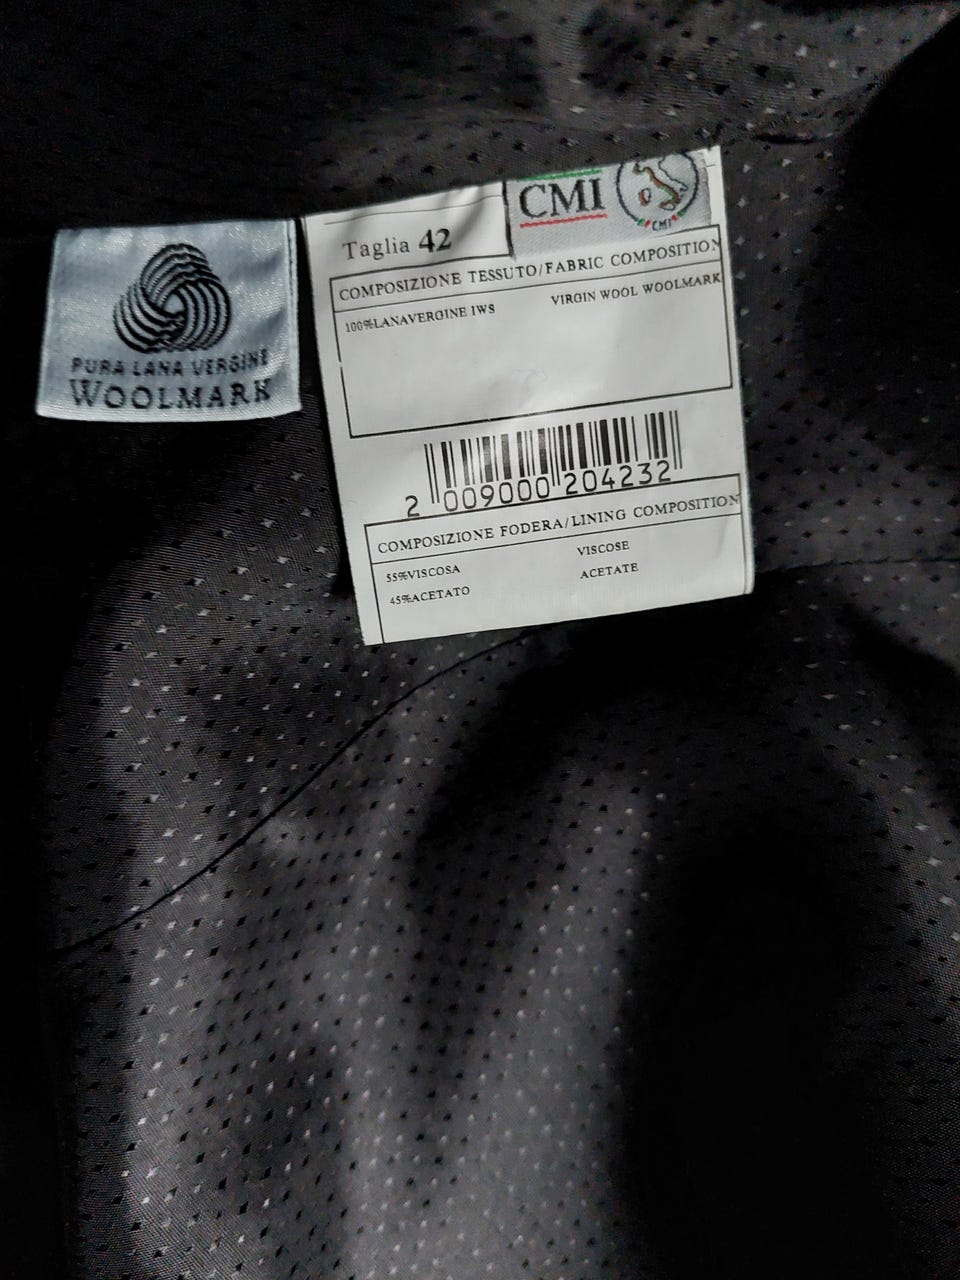 PURA LANA VERGINE
WOOLMARK
CMI
CMI
Taglia 42
COMPOSIZIONE TESSUTO/FABRIC COMPOSITION
100%LANAVERGINE IWS VIRGIN WOOL WOOLMARK
2 009000 204232
COMPOSIZIONE FODERA/LINING COMPOSITION
55%VISCOSA VISCOSE
45%ACETATO ACETATE